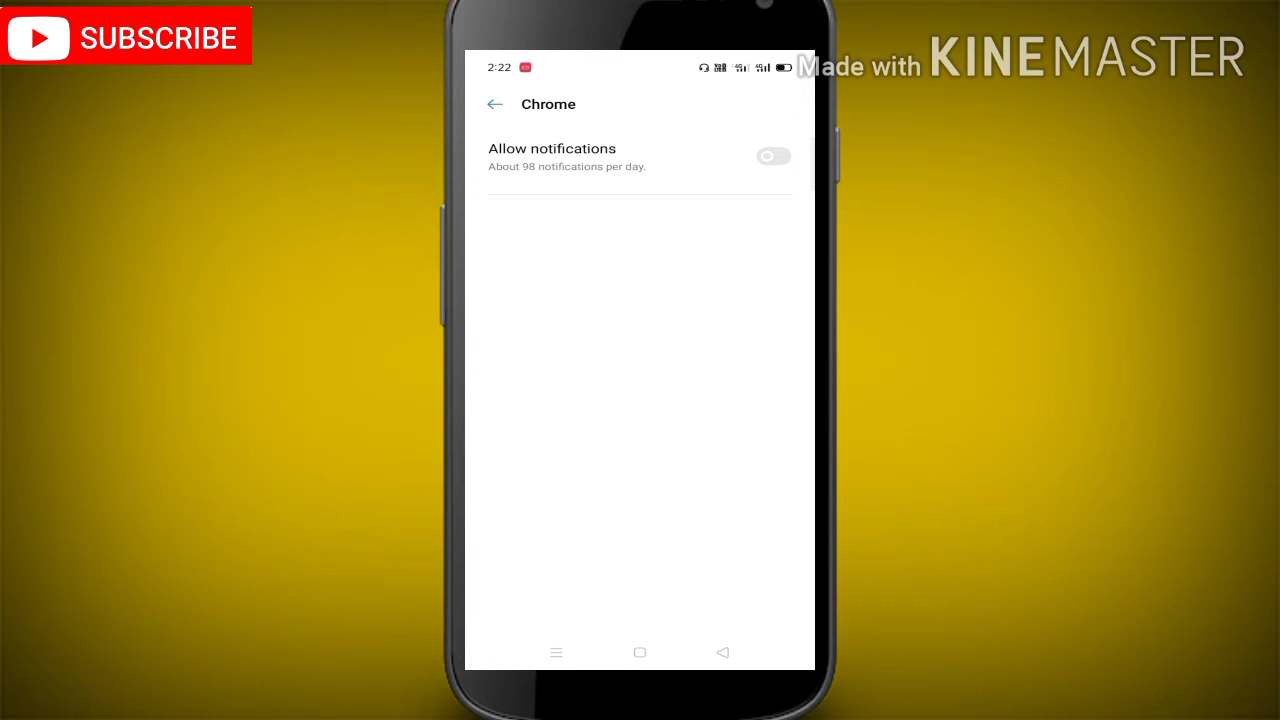 SUBSCRIBE
Made with KINEMASTER
2:22
Chrome
Allow notifications
About 98 notifications per day.